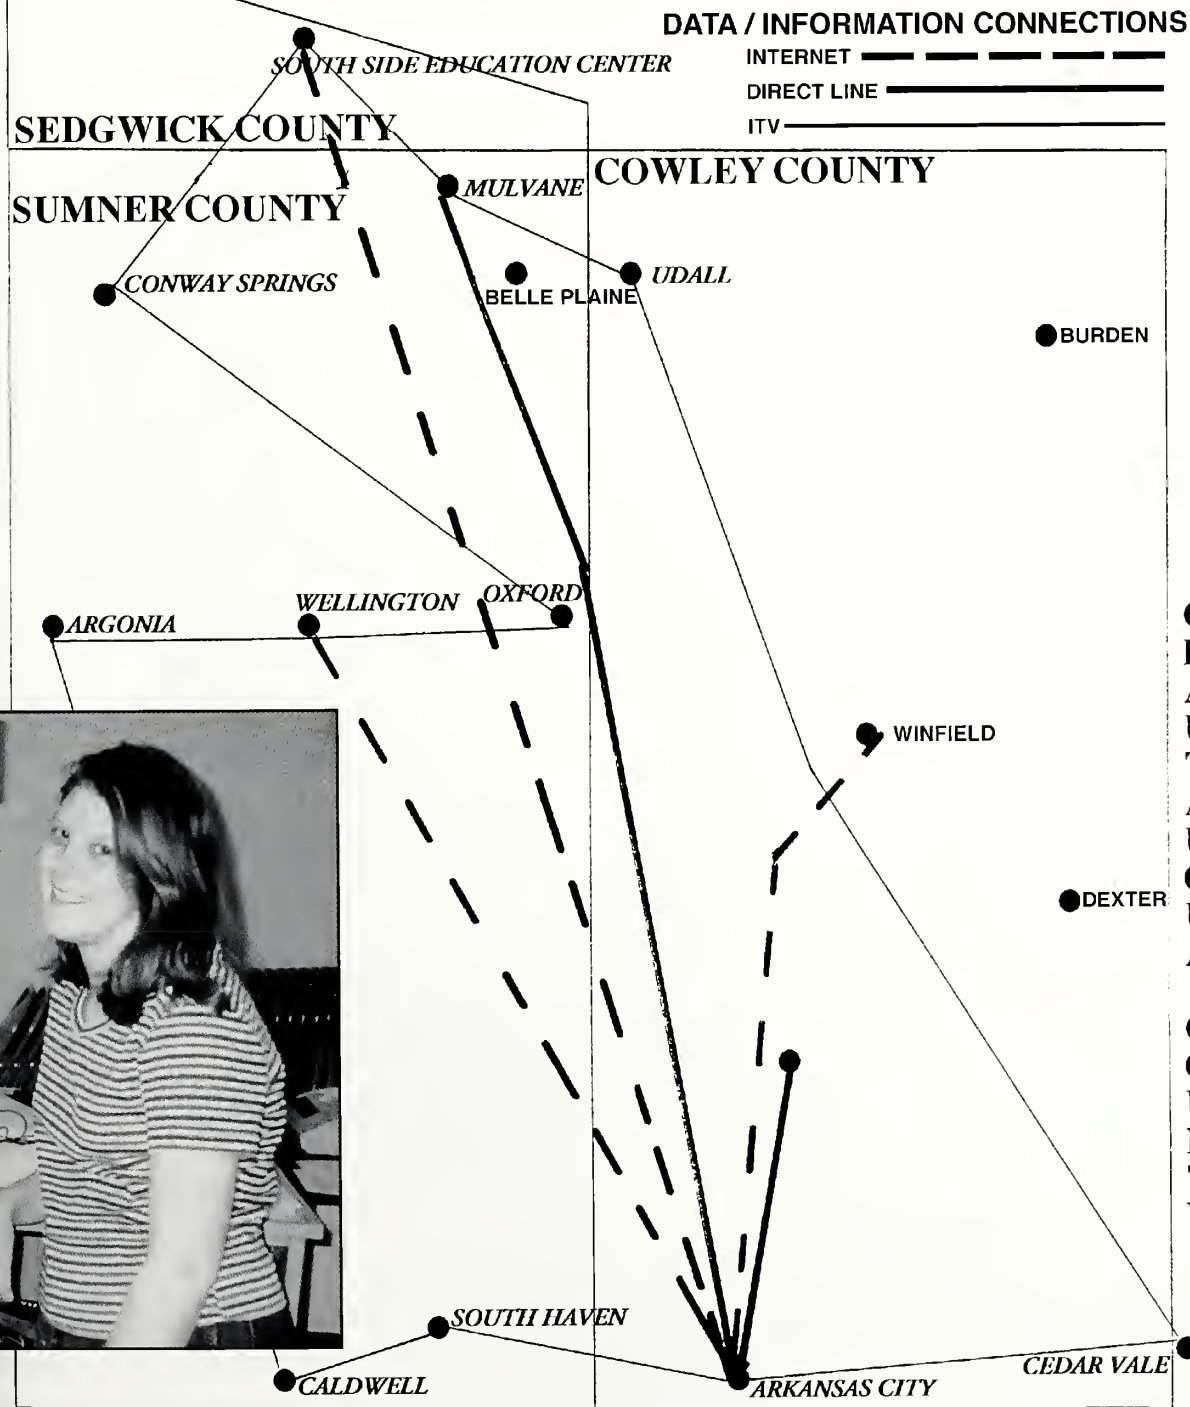 DATA / INFORMATION CONNECTIONS
INTERNET
DIRECT LINE
ITV
SOUTH SIDE EDUCATION CENTER
SEDGWICK COUNTY
COWLEY COUNTY
MULVANE
SUMNER COUNTY
CONWAY SPRINGS
UDALL
BELLE PLAINE
BURDEN
OXFORD
WELLINGTON
ARGONIA
WINFIELD
DEXTER
SOUTH HAVEN
CEDAR VALE
CALDWELL
ARKANSAS CITY